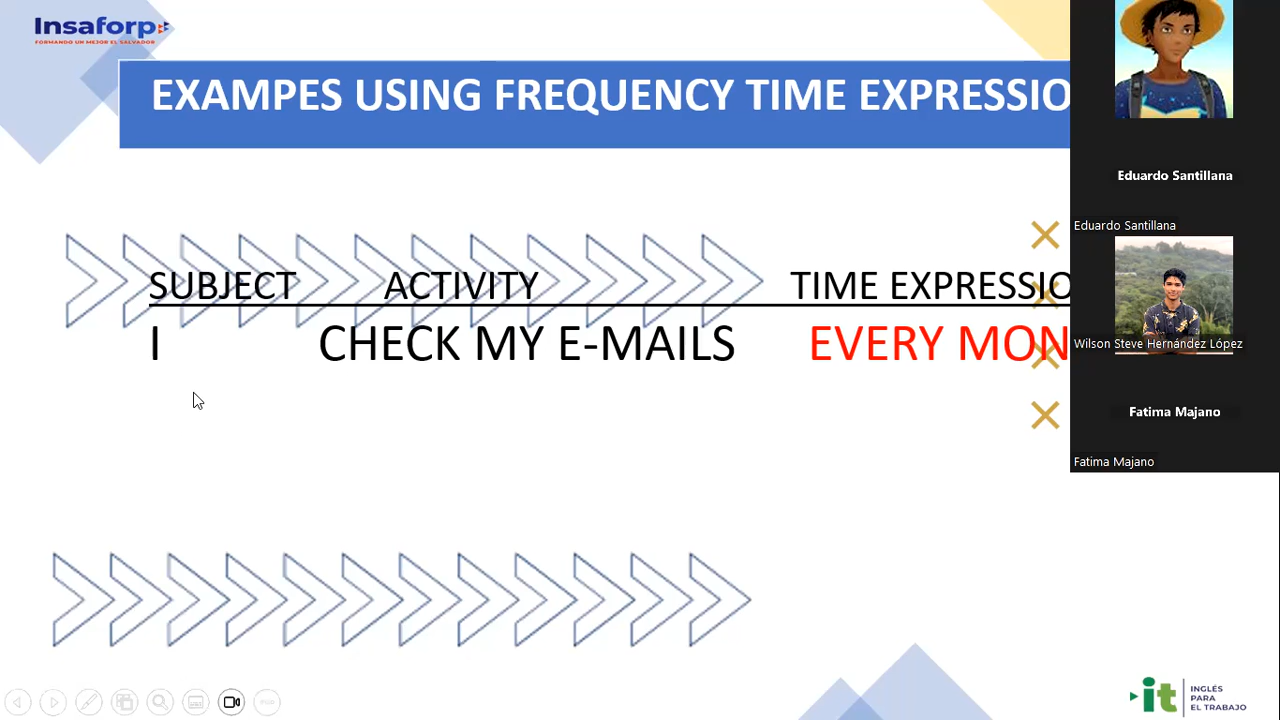 Insaforp
FORMANDO UN MEJOR EL SALVADOR
EXAMPES USING FREQUENCY TIME EXPRESSIO
SUBJECT ACTIVITY TIME EXPRESSIO
I CHECK MY E-MAILS EVERY MON
Eduardo Santillana
Eduardo Santillana
Wilson Steve Hernández López
Fatima Majano
Fatima Majano
it INGLÉS
PARA
EL TRABAJO